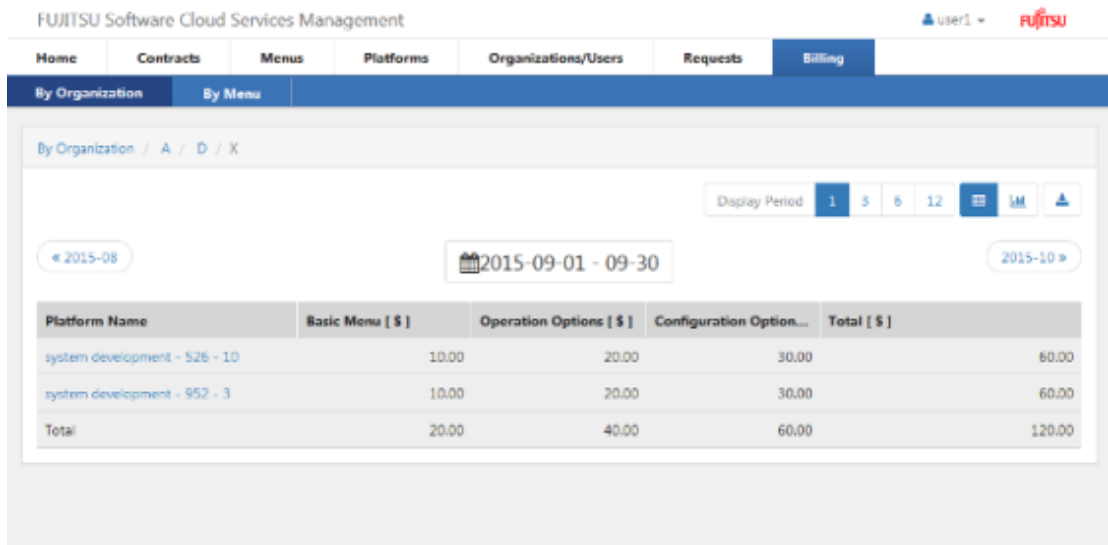 FUJITSU Software Cloud Services Management user1 FUJITSU
Home Contracts Menus Platforms Organizations/Users Requests Billing
By Organization By Menu
By Organization / A / D / X
Display Period 1 3 6 12
« 2015-08 2015-09-01 - 09-30 2015-10 »
Platform Name Basic Menu [ $ ] Operation Options [ $ ] Configuration Option... Total [ $ ]
system development - 526 - 10 10.00 20.00 30.00 60.00
system development - 952 - 3 10.00 20.00 30.00 60.00
Total 20.00 40.00 60.00 120.00